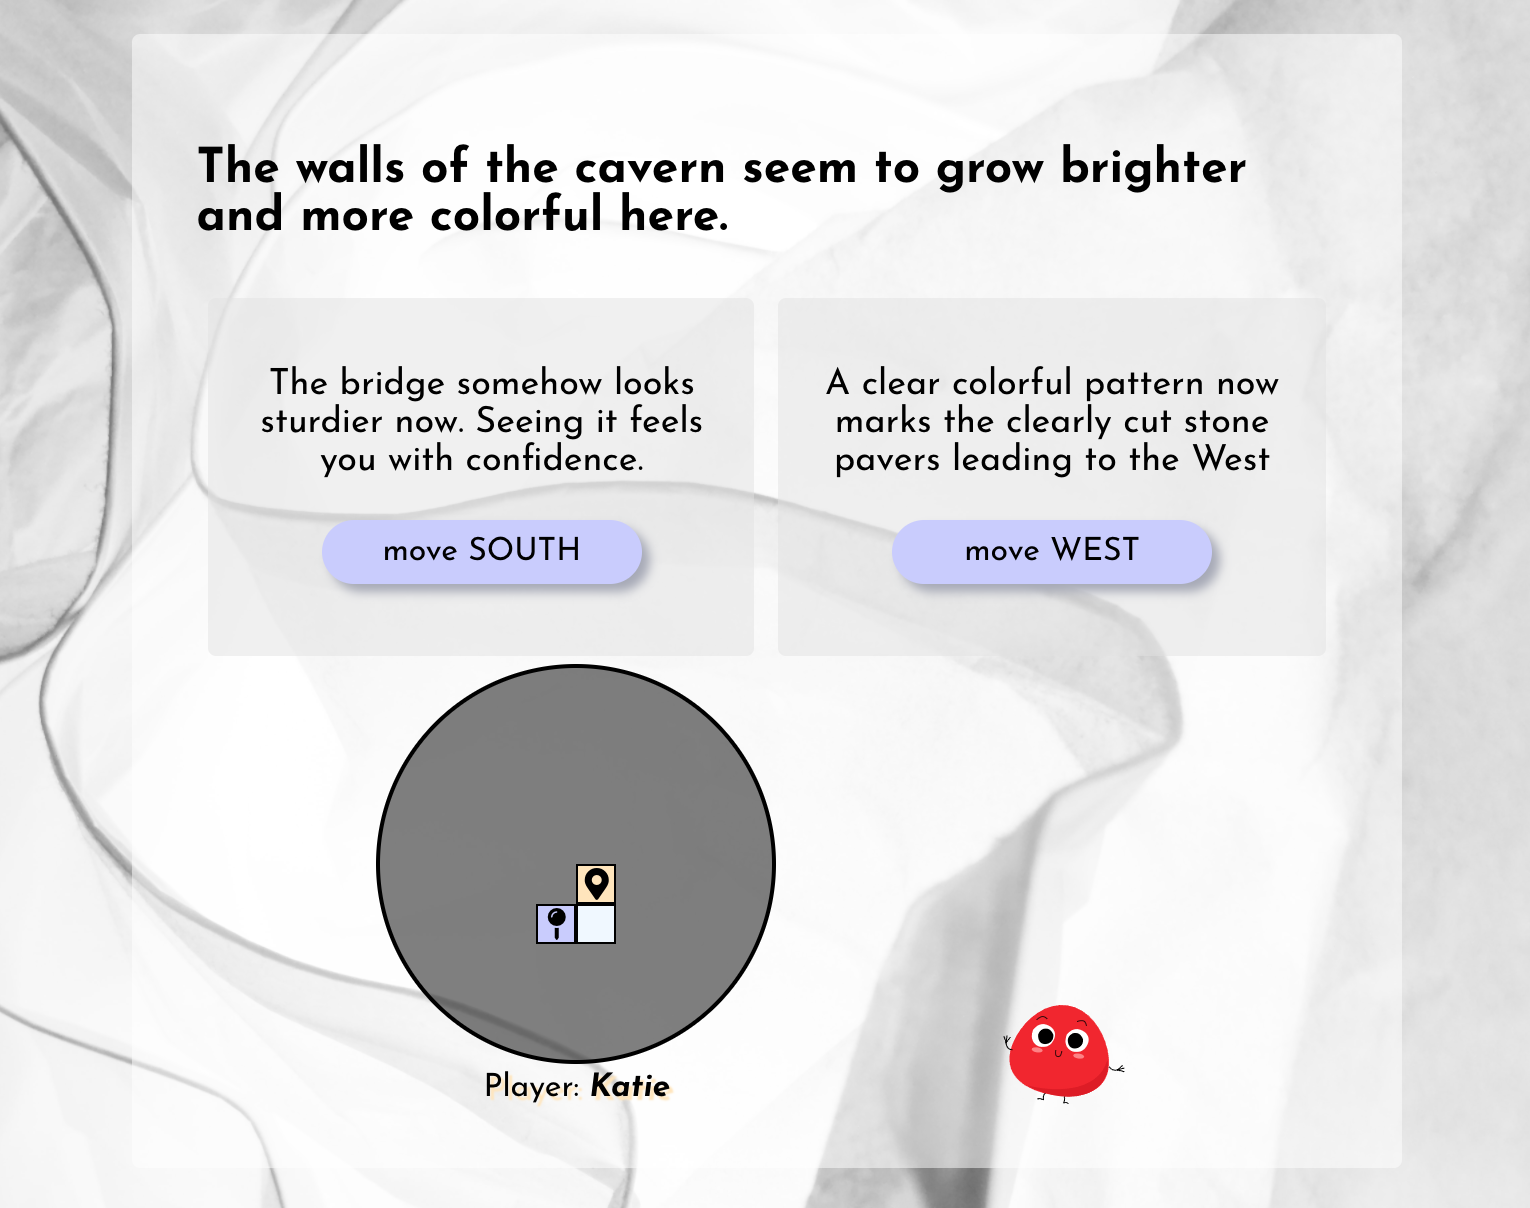 The walls of the cavern seem to grow brighter
and more colorful here.
The bridge somehow looks
sturdier now. Seeing it feels
you with confidence.
move SOUTH
A clear colorful pattern now
marks the clearly cut stone
pavers leading to the West
move WEST
Player: Katie